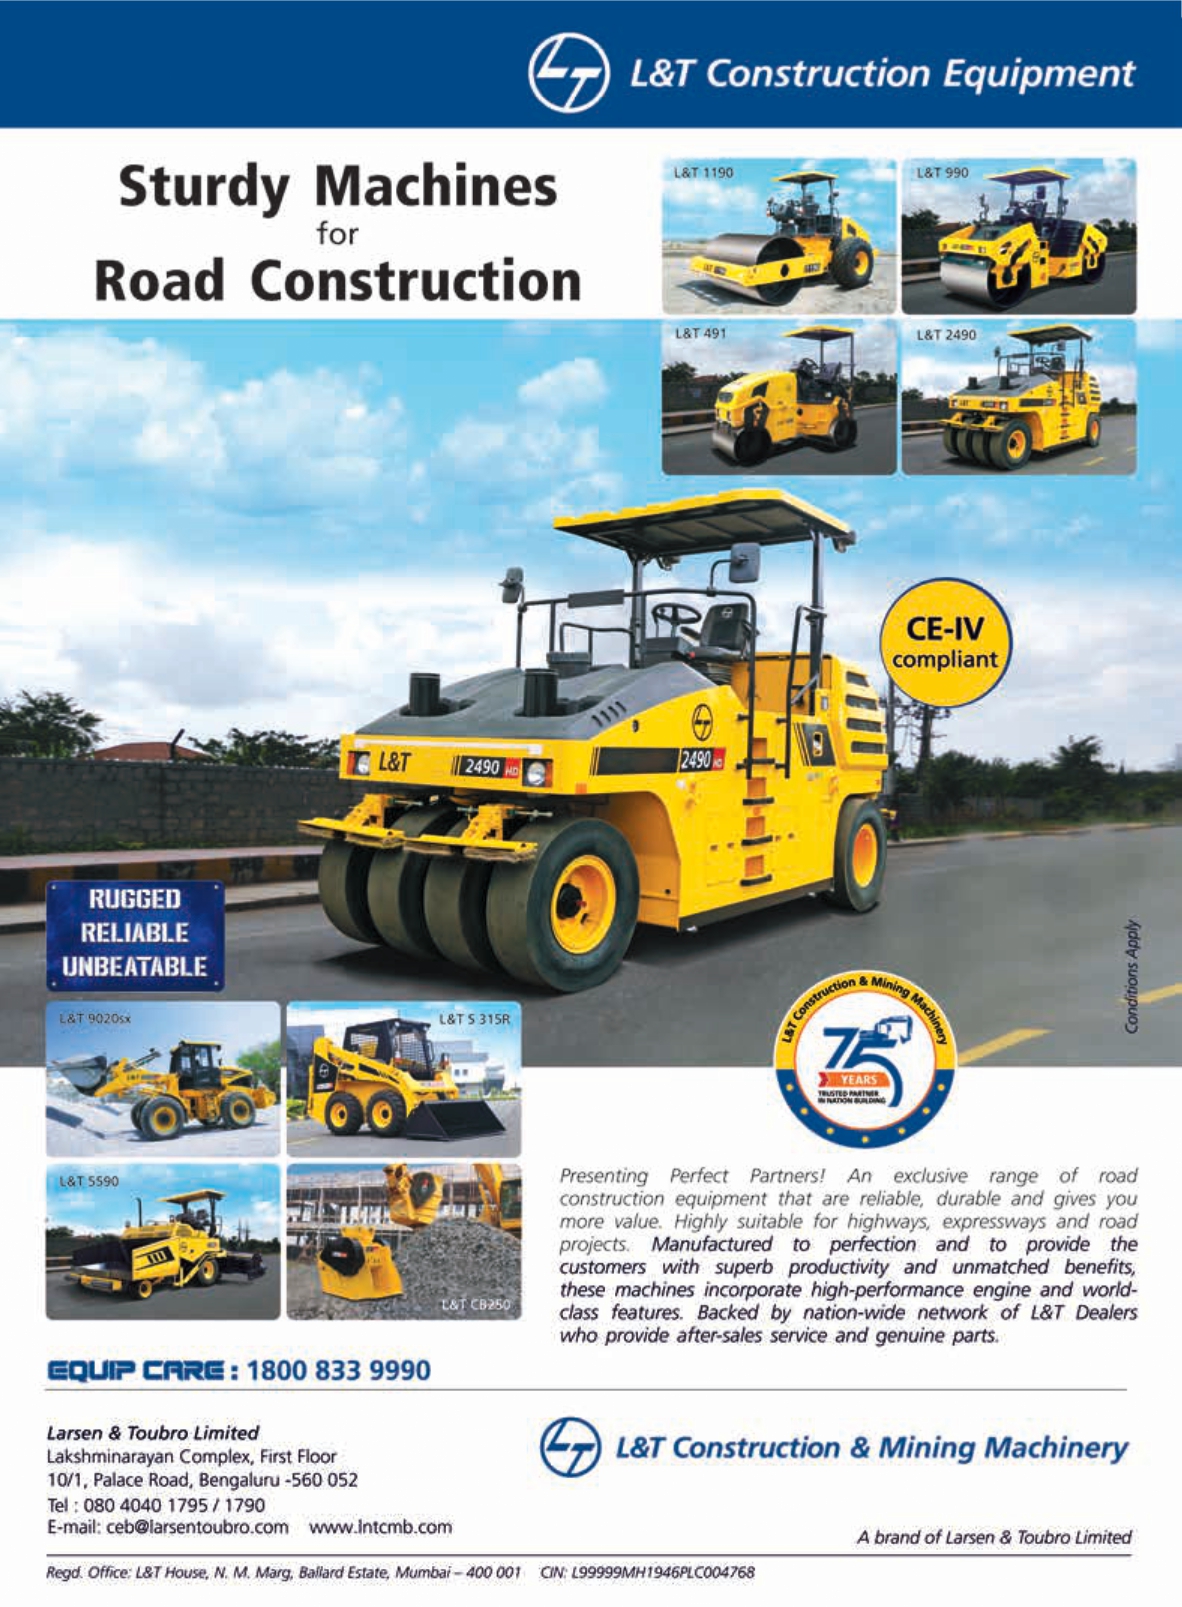 L&T Construction Equipment
Sturdy Machines
for
Road Construction
L&T 1190
L&T 990
L&T 491
L&T 2490
CE-IV
compliant
L&T
2490 HD
2490 HD
RUGGED
RELIABLE
UNBEATABLE
Conditions Apply
L&T 9020sx
L&T S 315R
L&T 5590
L&T CB250
L&T Construction & Mining Machinery
75
YEARS
TRUSTED PARTNER
IN NATION BUILDING
Presenting Perfect Partners! An exclusive range of road
construction equipment that are reliable, durable and gives you
more value. Highly suitable for highways, expressways and road
projects. Manufactured to perfection and to provide the
customers with superb productivity and unmatched benefits,
these machines incorporate high-performance engine and world-
class features. Backed by nation-wide network of L&T Dealers
who provide after-sales service and genuine parts.
EQUIP CARE : 1800 833 9990
Larsen & Toubro Limited
Lakshminarayan Complex, First Floor
10/1, Palace Road, Bengaluru -560 052
Tel : 080 4040 1795 / 1790
E-mail: ceb@larsentoubro.com www.lntcmb.com
L&T Construction & Mining Machinery
A brand of Larsen & Toubro Limited
Regd. Office: L&T House, N. M. Marg, Ballard Estate, Mumbai – 400 001 CIN: L99999MH1946PLC004768